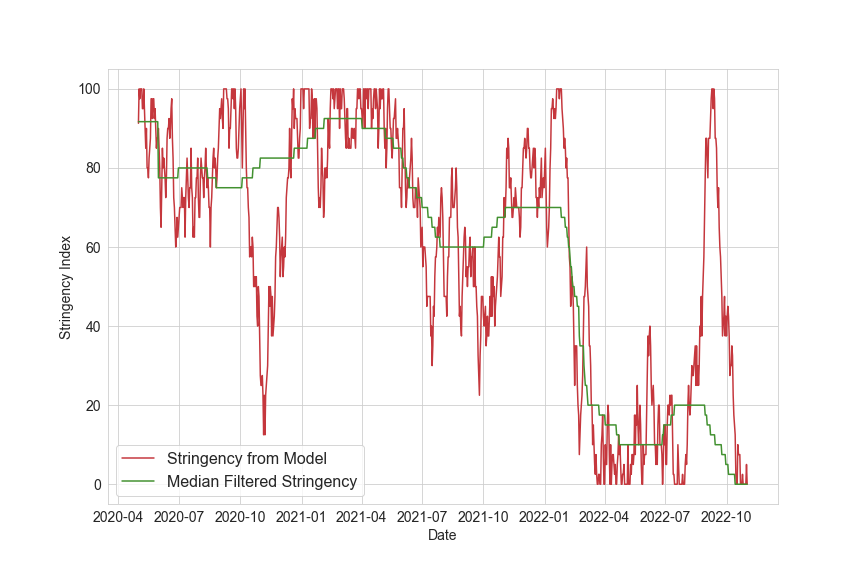 100
80
60
40
20
0
Stringency Index
Stringency from Model
Median Filtered Stringency
2020-04 2020-07 2020-10 2021-01 2021-04 2021-07 2021-10 2022-01 2022-04 2022-07 2022-10
Date